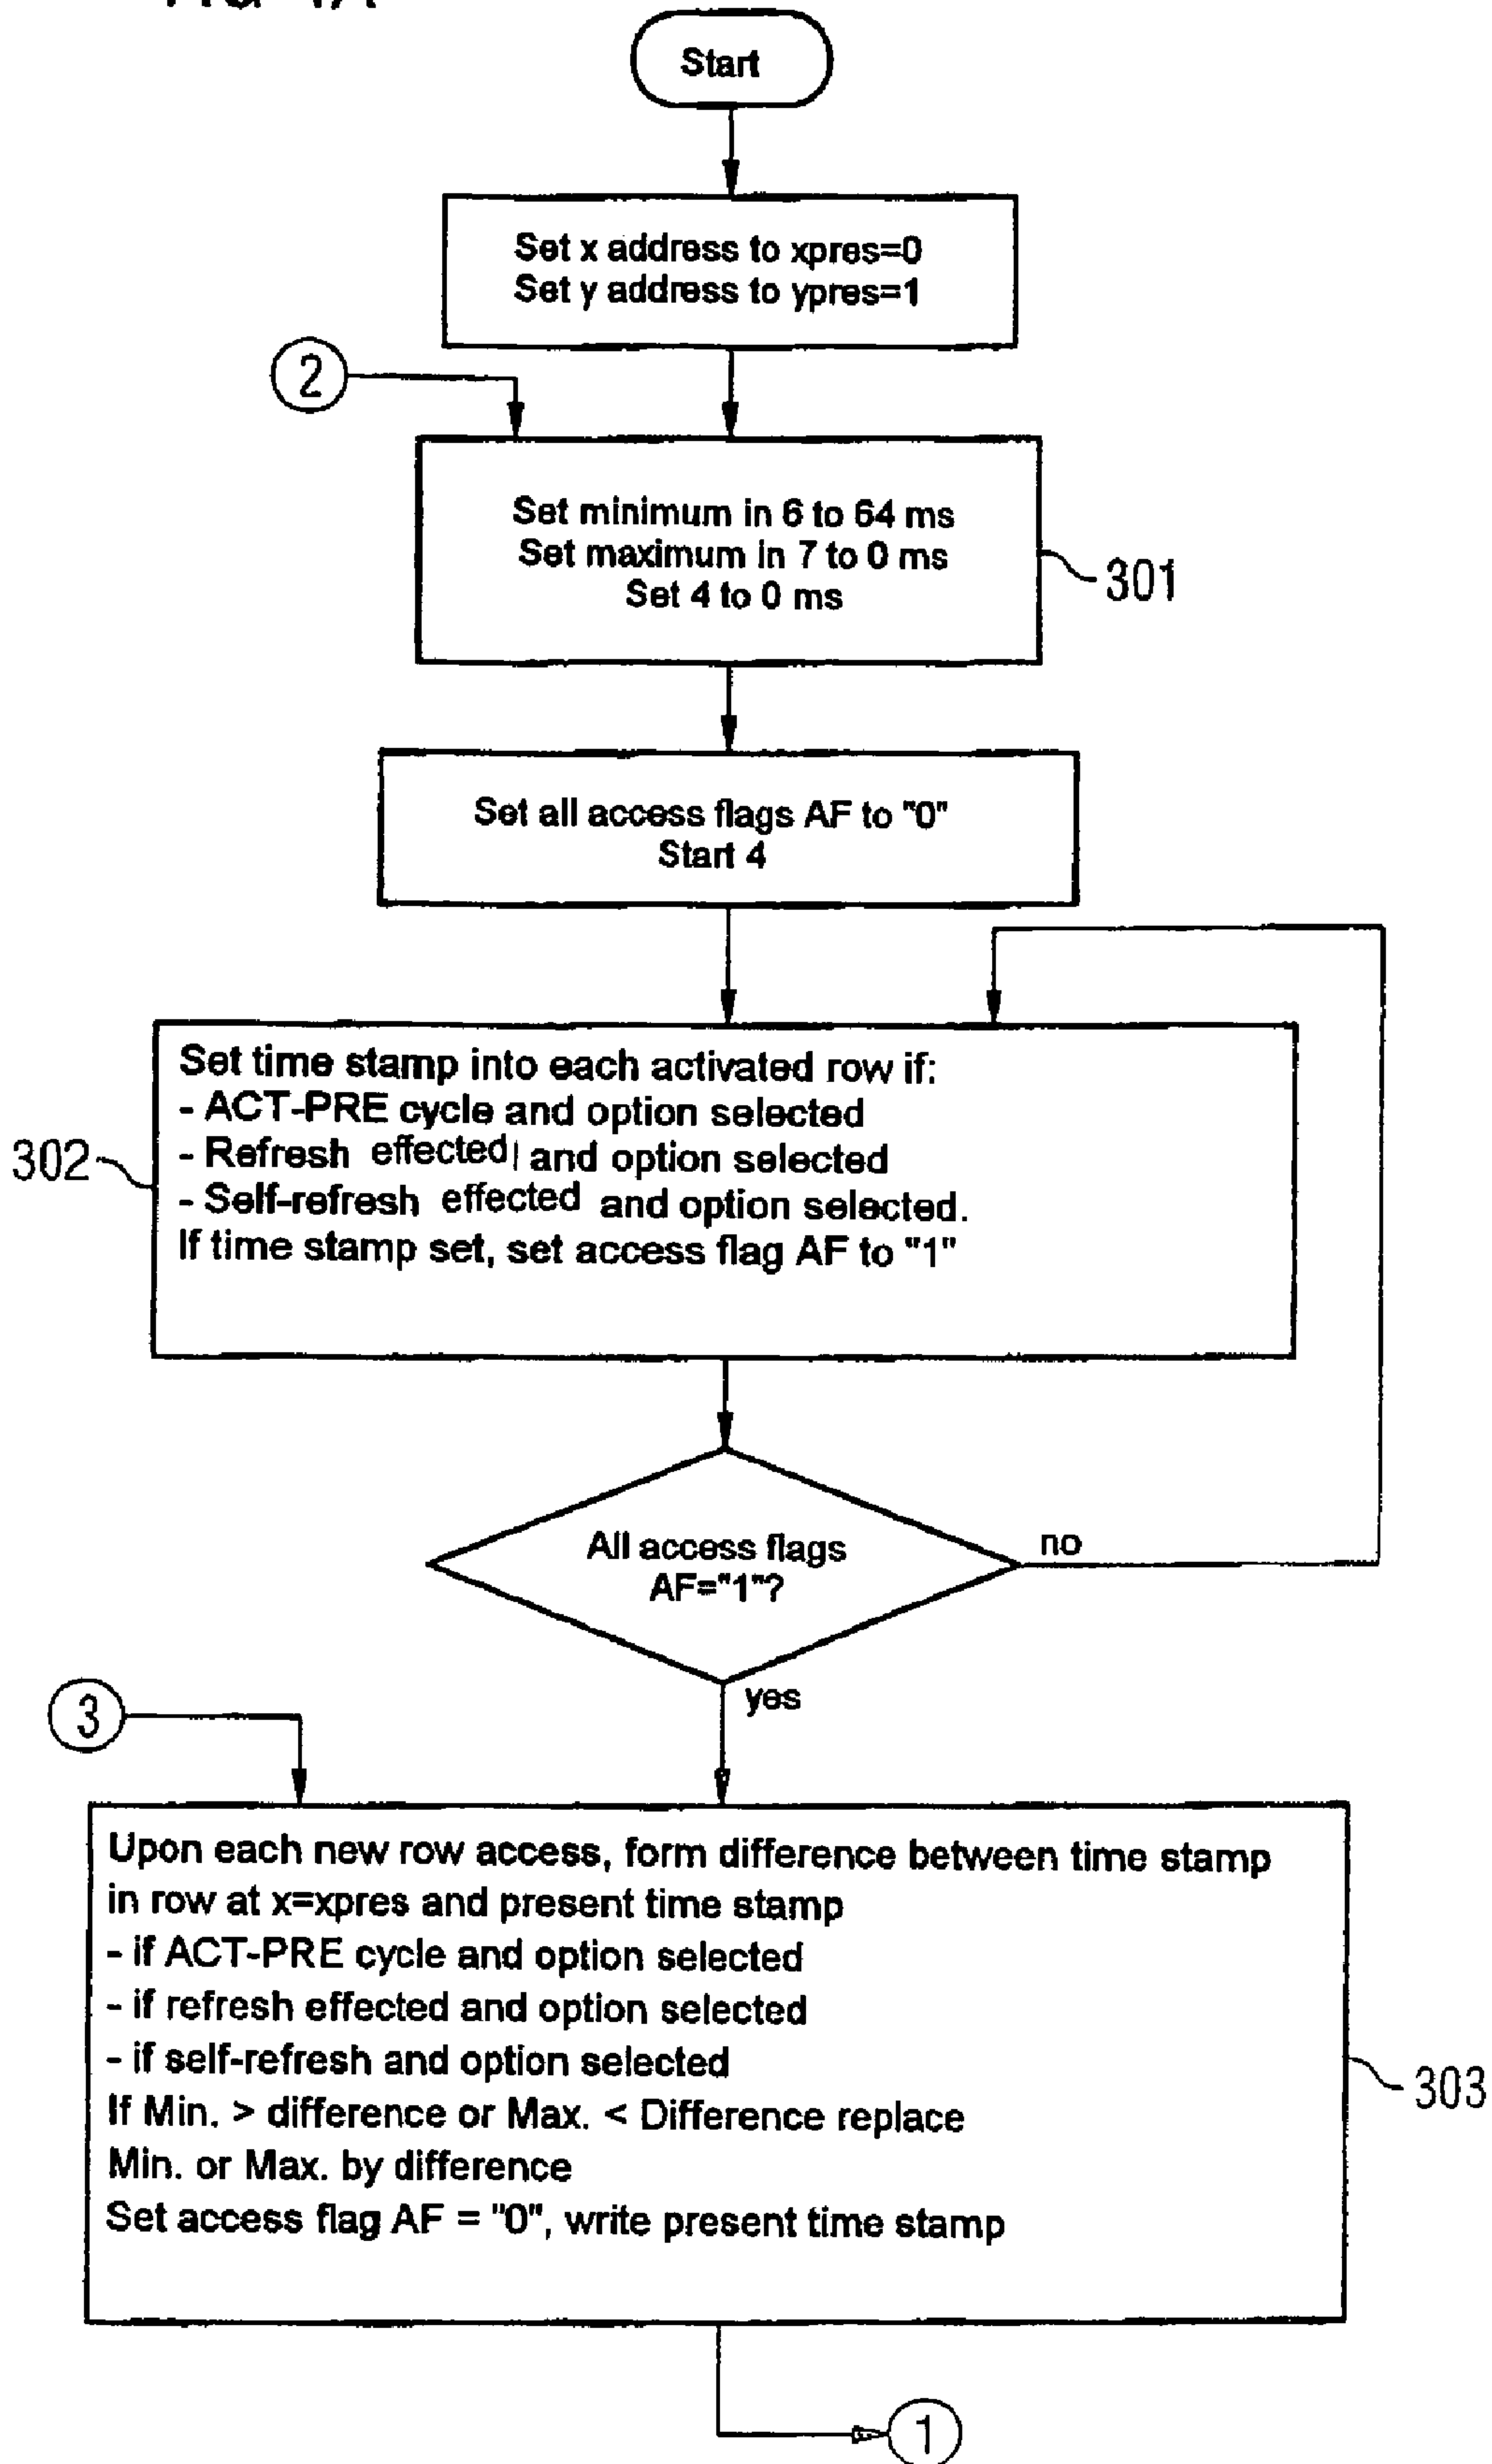 Start
Set x address to xpres=0
Set y address to ypres=1
2
Set minimum in 6 to 64 ms
Set maximum in 7 to 0 ms
Set 4 to 0 ms
301
Set all access flags AF to "0"
Start 4
Set time stamp into each activated row if:
- ACT-PRE cycle and option selected
302
- Refresh effected and option selected
- Self-refresh effected and option selected.
If time stamp set, set access flag AF to "1"
All access flags
AF="1"?
no
yes
3
Upon each new row access, form difference between time stamp
in row at x=xpres and present time stamp
- if ACT-PRE cycle and option selected
- if refresh effected and option selected
- if self-refresh and option selected
303
If Min. > difference or Max. < Difference replace
Min. or Max. by difference
Set access flag AF = "0", write present time stamp
1